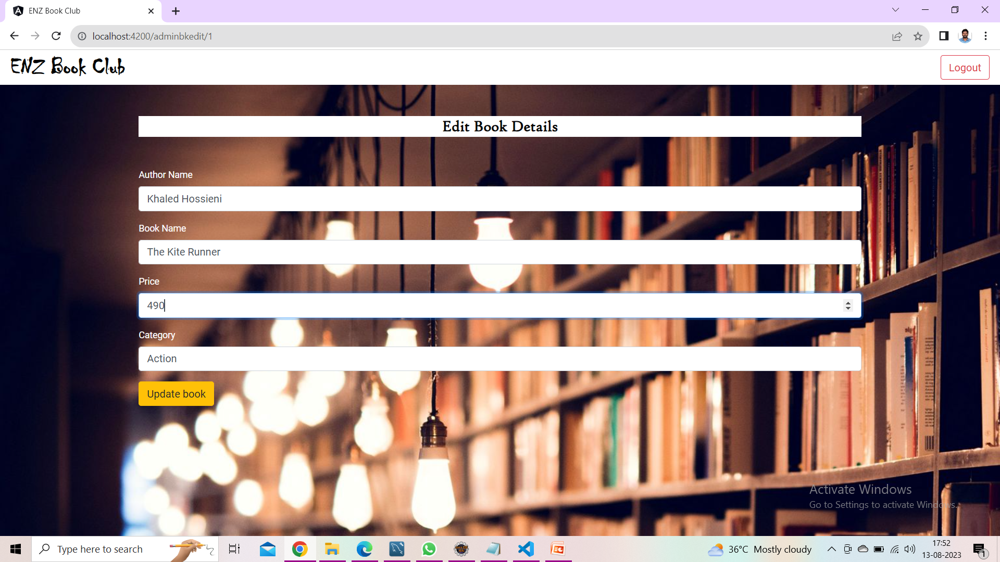 ENZ Book Club
localhost:4200/adminbkedit/1
ENZ Book Club
Logout
Edit Book Details
Author Name
Khaled Hossieni
Book Name
The Kite Runner
Price
490
Category
Action
Update book
Activate Windows
Go to Settings to activate Windows.
Type here to search
36°C Mostly cloudy
17:52
13-08-2023
1